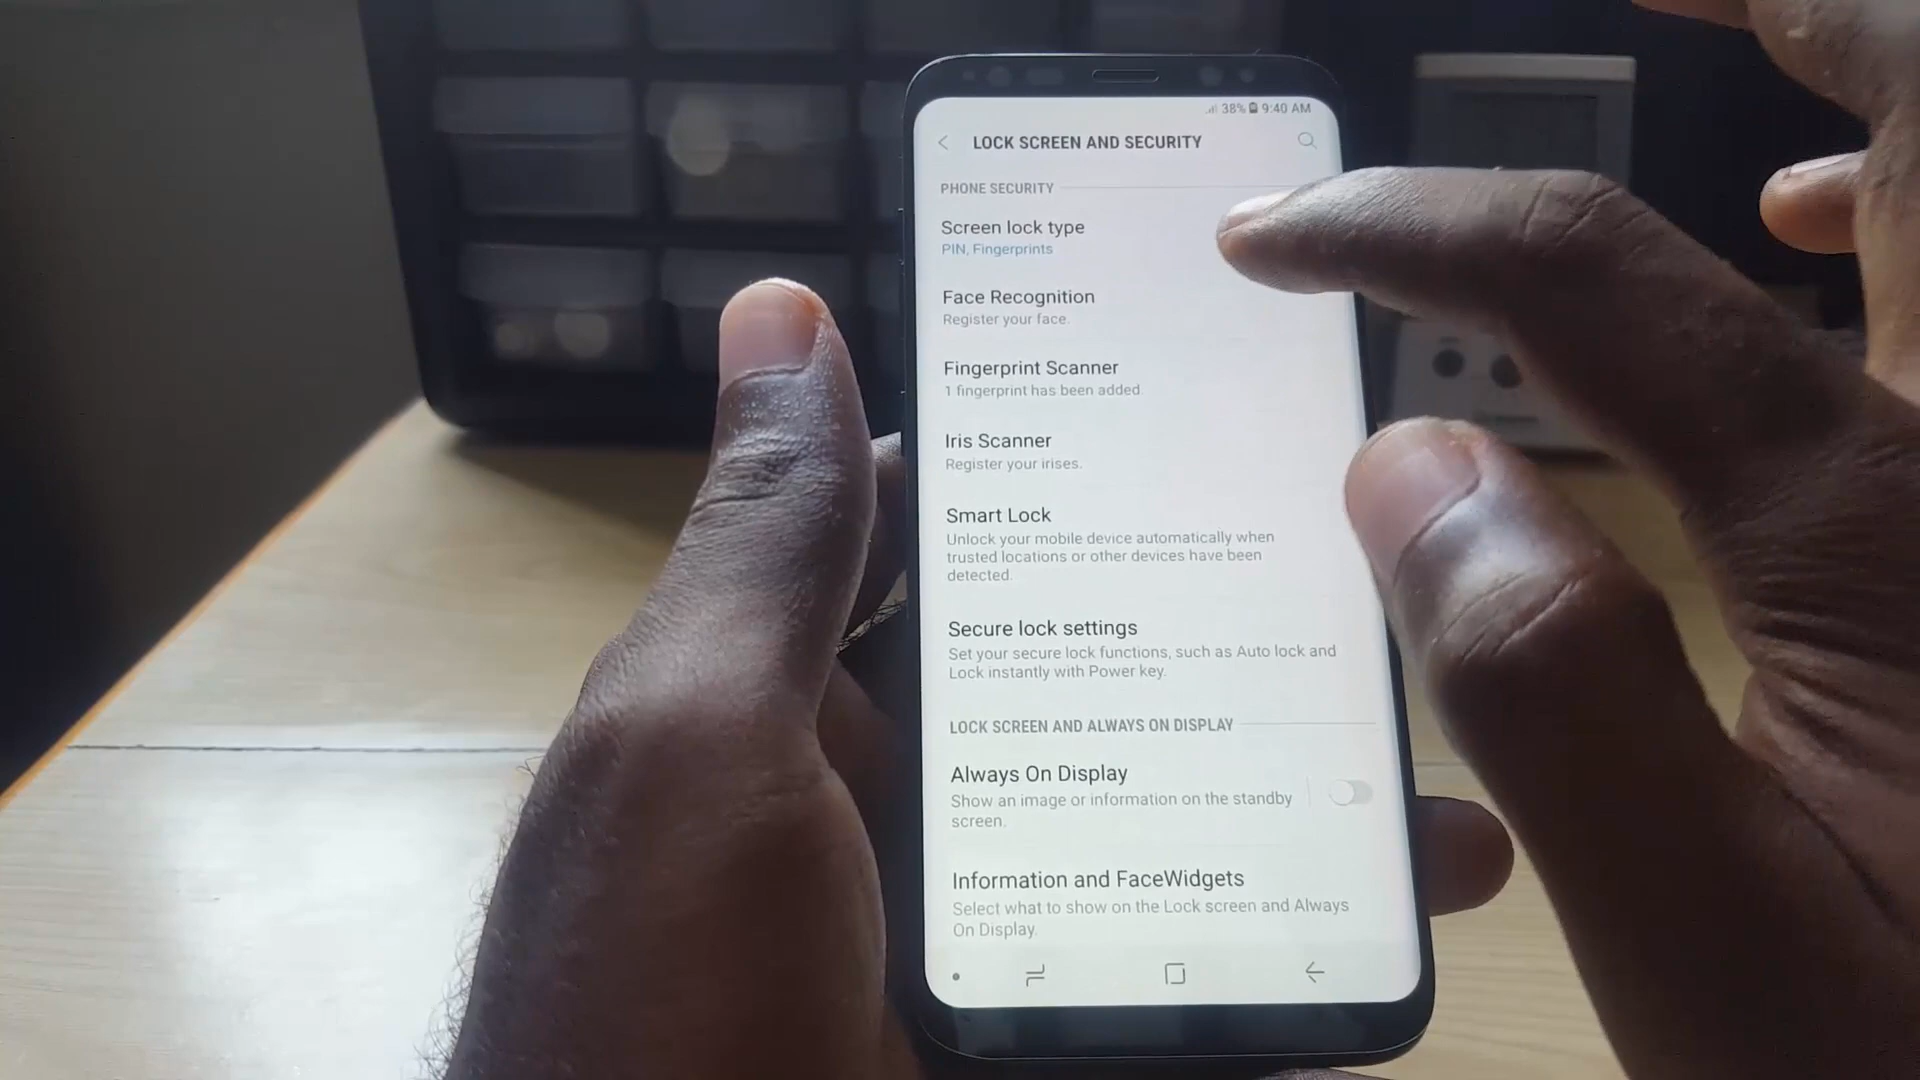 38% 9:40 AM
LOCK SCREEN AND SECURITY
PHONE SECURITY
Screen lock type
PIN, Fingerprints
Face Recognition
Register your face.
Fingerprint Scanner
1 fingerprint has been added.
Iris Scanner
Register your irises.
Smart Lock
Unlock your mobile device automatically when
trusted locations or other devices have been
detected.
Secure lock settings
Set your secure lock functions, such as Auto lock and
Lock instantly with Power key.
LOCK SCREEN AND ALWAYS ON DISPLAY
Always On Display
Show an image or information on the standby
screen.
Information and FaceWidgets
Select what to show on the Lock screen and Always
On Display.